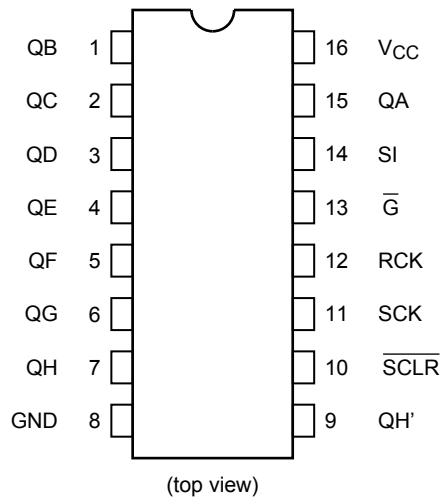 QB 1 16 VCC
QC 2 15 QA
QD 3 14 SI
QE 4 13 G̅
QF 5 12 RCK
QG 6 11 SCK
QH 7 10 S̅C̅L̅R̅
GND 8 9 QH’
(top view)